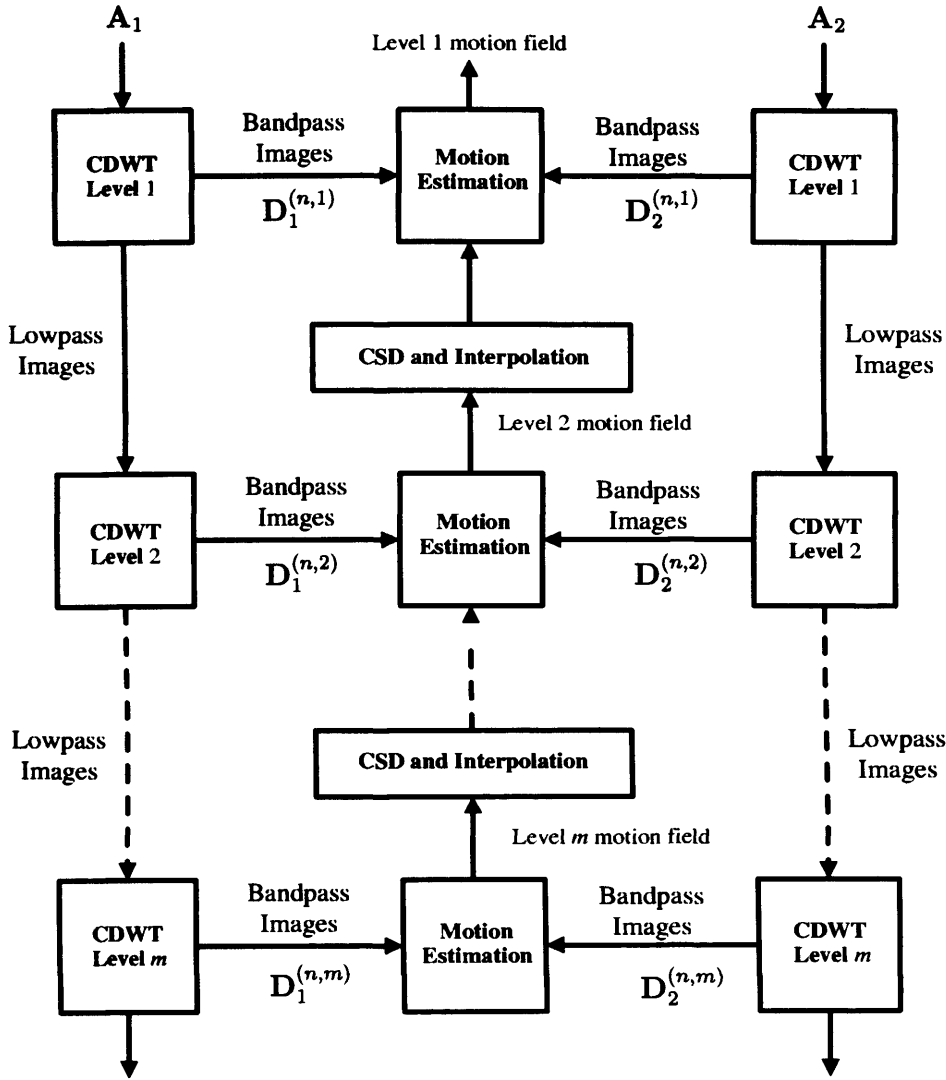 A₁
Level 1 motion field
A₂
CDWT
Level 1
Bandpass
Images
D₁⁽ⁿ,¹⁾
Motion
Estimation
Bandpass
Images
D₂⁽ⁿ,¹⁾
CDWT
Level 1
Lowpass
Images
CSD and Interpolation
Lowpass
Images
Level 2 motion field
CDWT
Level 2
Bandpass
Images
D₁⁽ⁿ,²⁾
Motion
Estimation
Bandpass
Images
D₂⁽ⁿ,²⁾
CDWT
Level 2
Lowpass
Images
CSD and Interpolation
Lowpass
Images
Level m motion field
CDWT
Level m
Bandpass
Images
D₁⁽ⁿ,ᵐ⁾
Motion
Estimation
Bandpass
Images
D₂⁽ⁿ,ᵐ⁾
CDWT
Level m